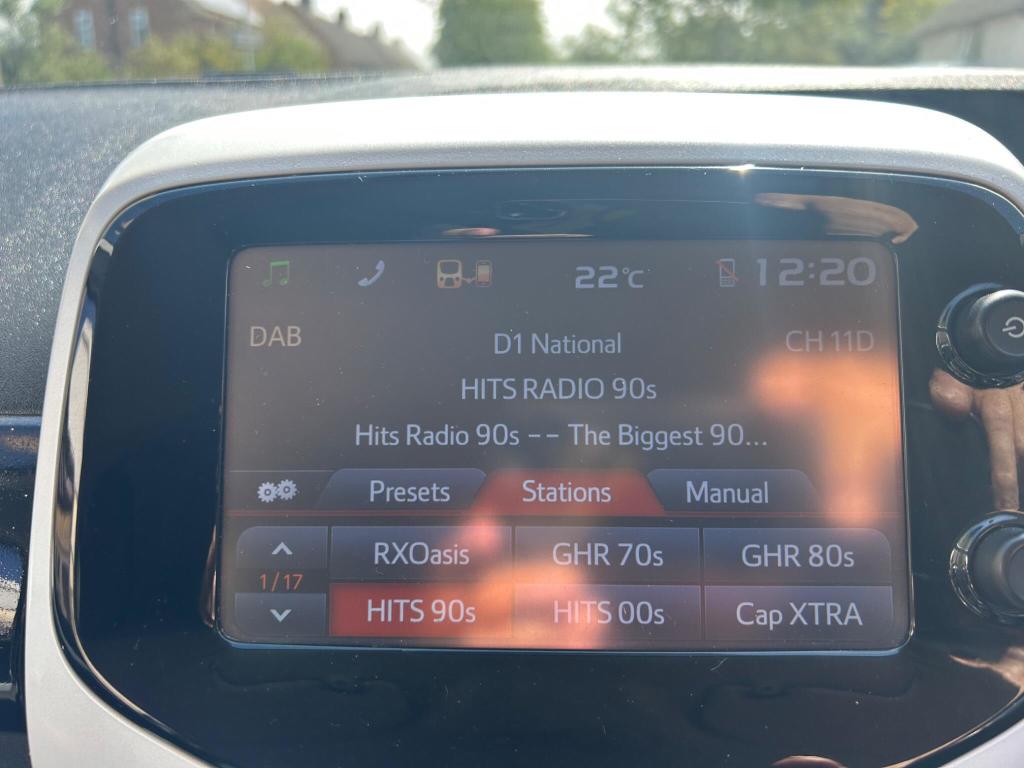 22°C 12:20
DAB D1 National CH 11D
HITS RADIO 90s
Hits Radio 90s -- The Biggest 90...
Presets Stations Manual
RXOasis GHR 70s GHR 80s
1/17
HITS 90s HITS 00s Cap XTRA